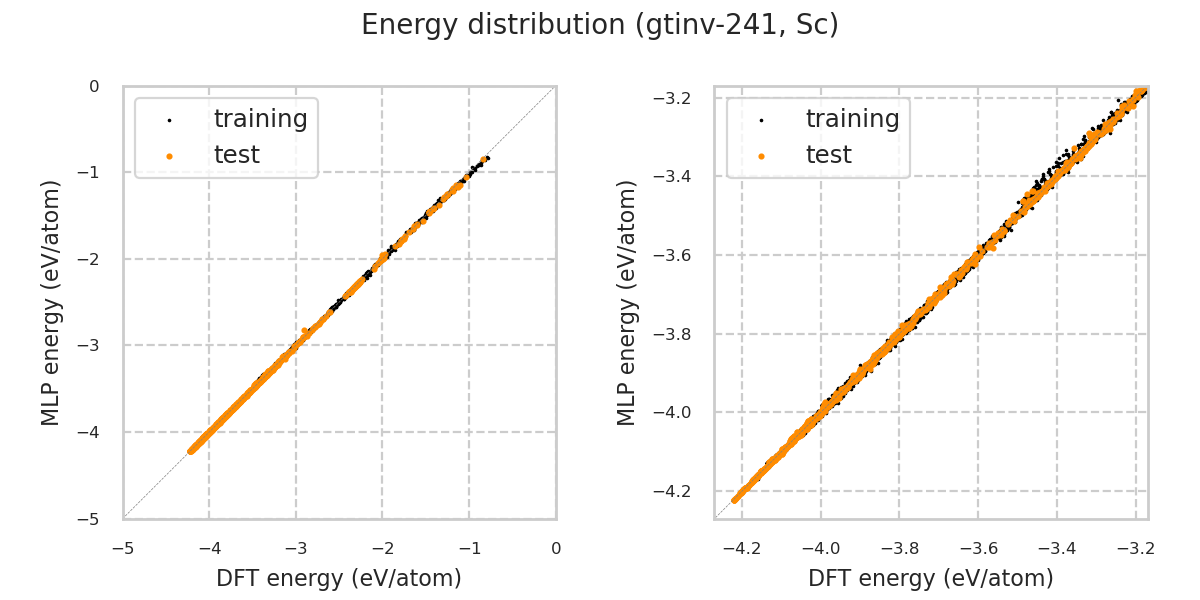 Energy distribution (gtinv-241, Sc)
MLP energy (eV/atom)
0
−1
−2
−3
−4
−5
training
test
−5 −4 −3 −2 −1 0
DFT energy (eV/atom)
MLP energy (eV/atom)
−3.2
−3.4
−3.6
−3.8
−4.0
−4.2
training
test
−4.2 −4.0 −3.8 −3.6 −3.4 −3.2
DFT energy (eV/atom)